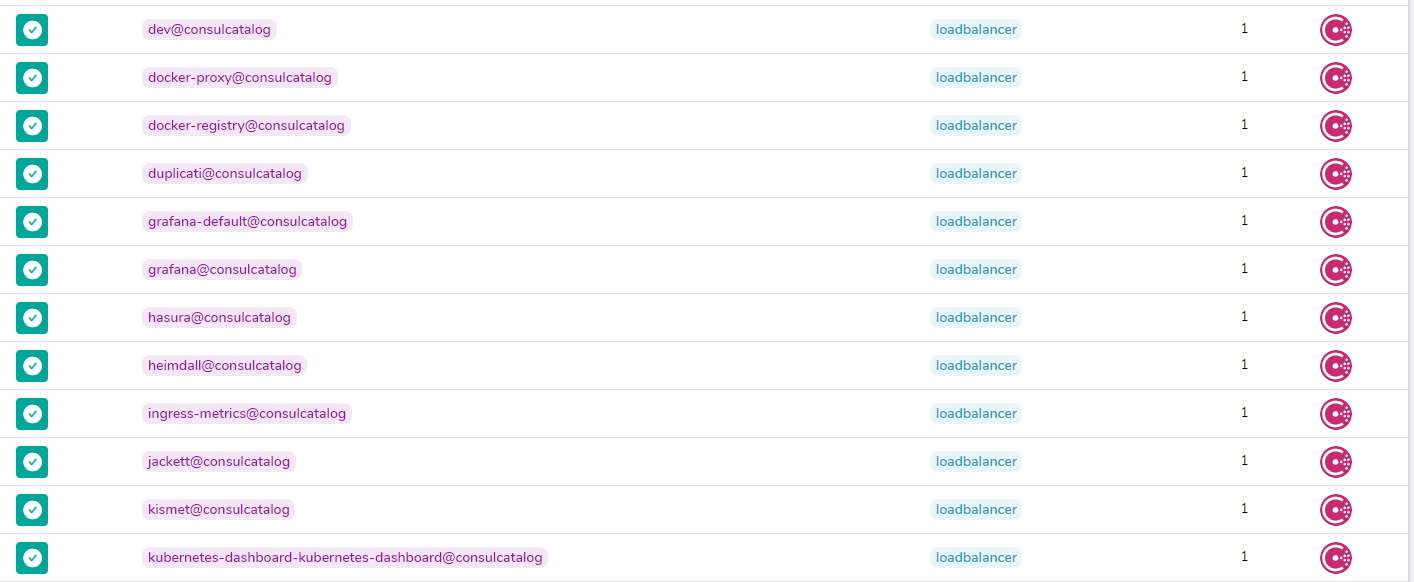 dev@consulcatalog loadbalancer 1
docker-proxy@consulcatalog loadbalancer 1
docker-registry@consulcatalog loadbalancer 1
duplicati@consulcatalog loadbalancer 1
grafana-default@consulcatalog loadbalancer 1
grafana@consulcatalog loadbalancer 1
hasura@consulcatalog loadbalancer 1
heimdall@consulcatalog loadbalancer 1
ingress-metrics@consulcatalog loadbalancer 1
jackett@consulcatalog loadbalancer 1
kismet@consulcatalog loadbalancer 1
kubernetes-dashboard-kubernetes-dashboard@consulcatalog loadbalancer 1